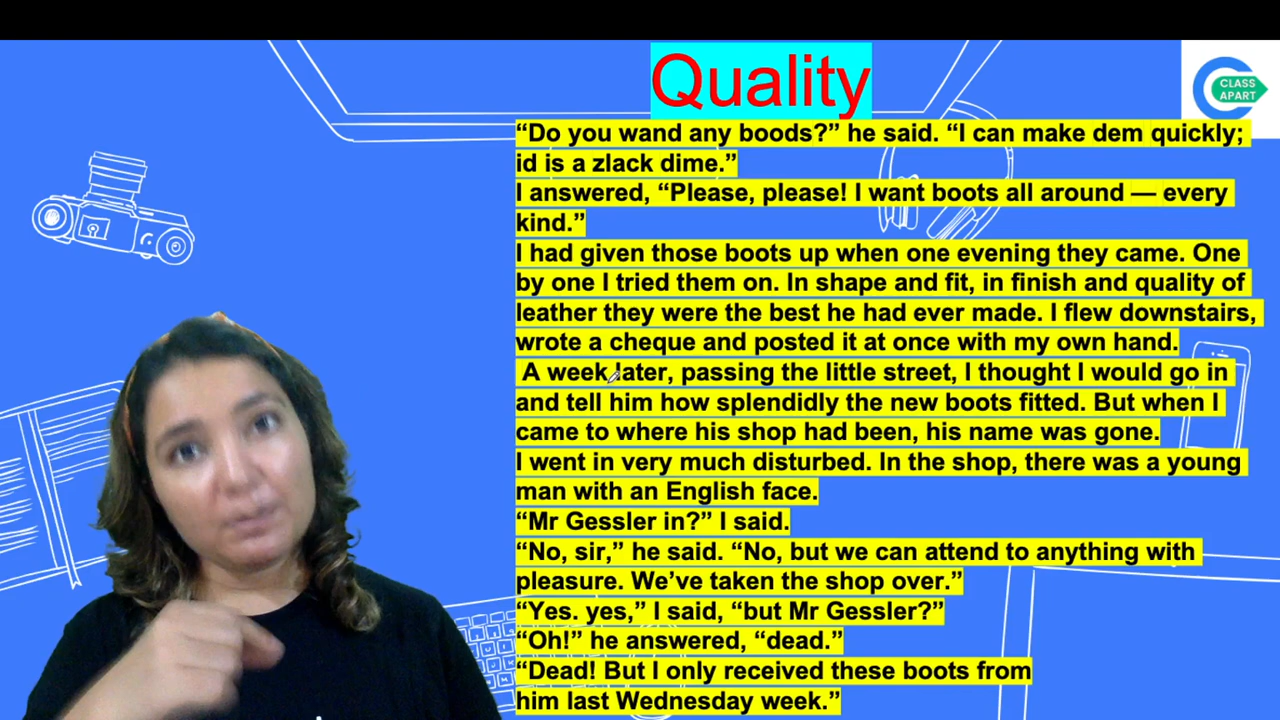 Quality
CLASS
APART
“Do you wand any boods?” he said. “I can make dem quickly;
id is a zlack dime.”
I answered, “Please, please! I want boots all around — every
kind.”
I had given those boots up when one evening they came. One
by one I tried them on. In shape and fit, in finish and quality of
leather they were the best he had ever made. I flew downstairs,
wrote a cheque and posted it at once with my own hand.
A week later, passing the little street, I thought I would go in
and tell him how splendidly the new boots fitted. But when I
came to where his shop had been, his name was gone.
I went in very much disturbed. In the shop, there was a young
man with an English face.
“Mr Gessler in?” I said.
“No, sir,” he said. “No, but we can attend to anything with
pleasure. We’ve taken the shop over.”
“Yes. yes,” I said, “but Mr Gessler?”
“Oh!” he answered, “dead.”
“Dead! But I only received these boots from
him last Wednesday week.”